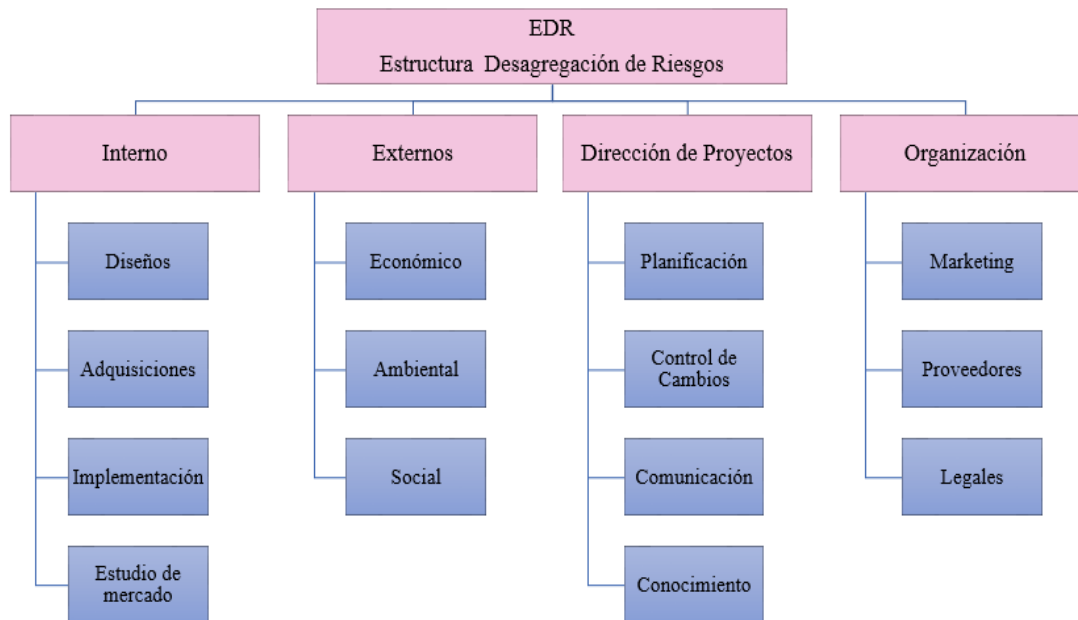 EDR
Estructura Desagregación de Riesgos
Interno
Diseños
Adquisiciones
Implementación
Estudio de
mercado
Externos
Económico
Ambiental
Social
Dirección de Proyectos
Planificación
Control de
Cambios
Comunicación
Conocimiento
Organización
Marketing
Proveedores
Legales